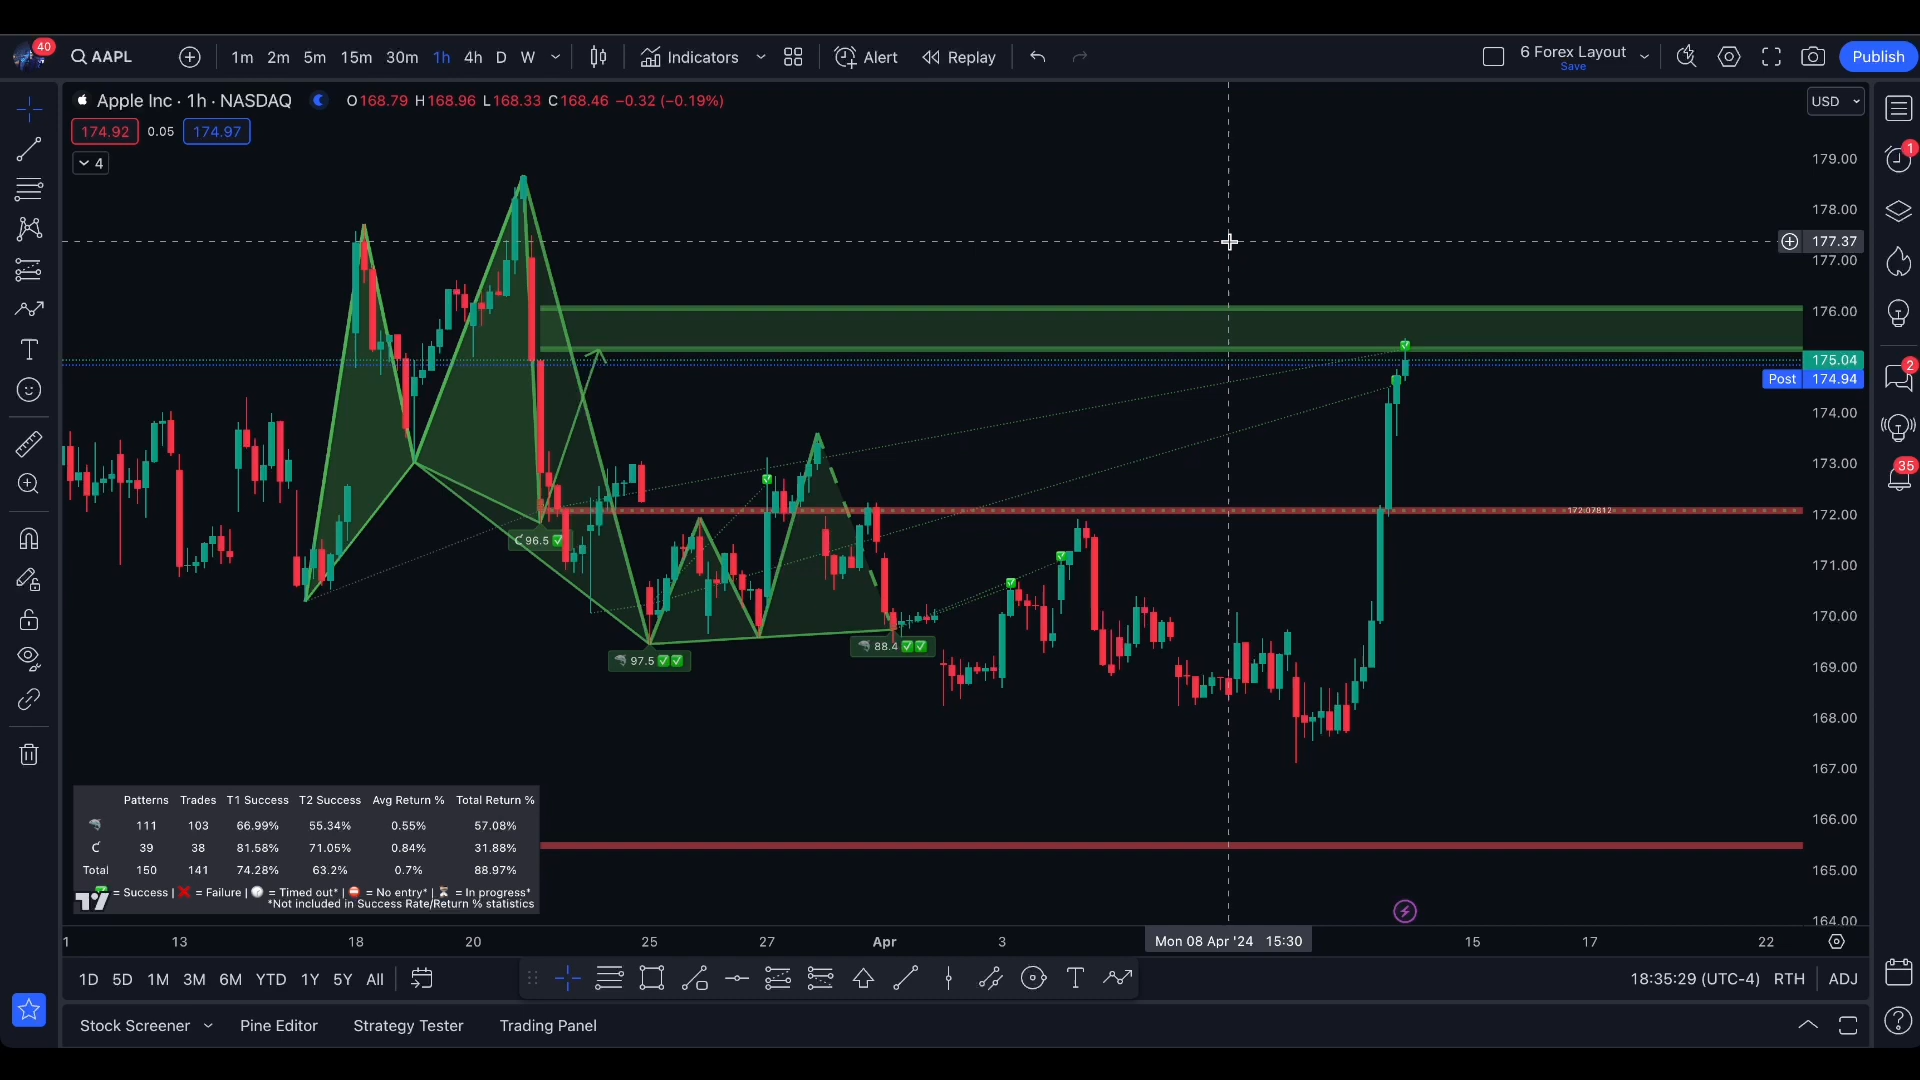 40
AAPL
1m 2m 5m 15m 30m 1h 4h D W
Indicators
Alert
Replay
6 Forex Layout
Save
Publish
Apple Inc · 1h · NASDAQ
O168.79 H168.96 L168.33 C168.46 −0.32 (−0.19%)
USD
174.92 0.05 174.97
4
179.00
178.00
177.37
177.00
176.00
175.04
Post 174.94
174.00
173.00
172.00
171.00
170.00
169.00
168.00
167.00
166.00
165.00
164.00
1
2
35
172.07812
96.5
97.5
88.4
Patterns Trades T1 Success T2 Success Avg Return % Total Return %
111 103 66.99% 55.34% 0.55% 57.08%
39 38 81.58% 71.05% 0.84% 31.88%
Total 150 141 74.28% 63.2% 0.7% 88.97%
= Success | = Failure | = Timed out* | = No entry* | = In progress*
*Not included in Success Rate/Return % statistics
1 13 18 20 25 27 Apr 3 Mon 08 Apr '24 15:30 15 17 22
1D 5D 1M 3M 6M YTD 1Y 5Y All
18:35:29 (UTC-4) RTH ADJ
Stock Screener Pine Editor Strategy Tester Trading Panel